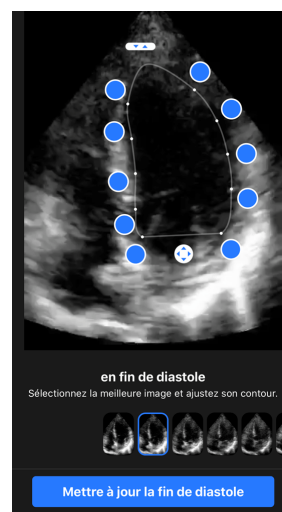 en fin de diastole
Sélectionnez la meilleure image et ajustez son contour.
Mettre à jour la fin de diastole